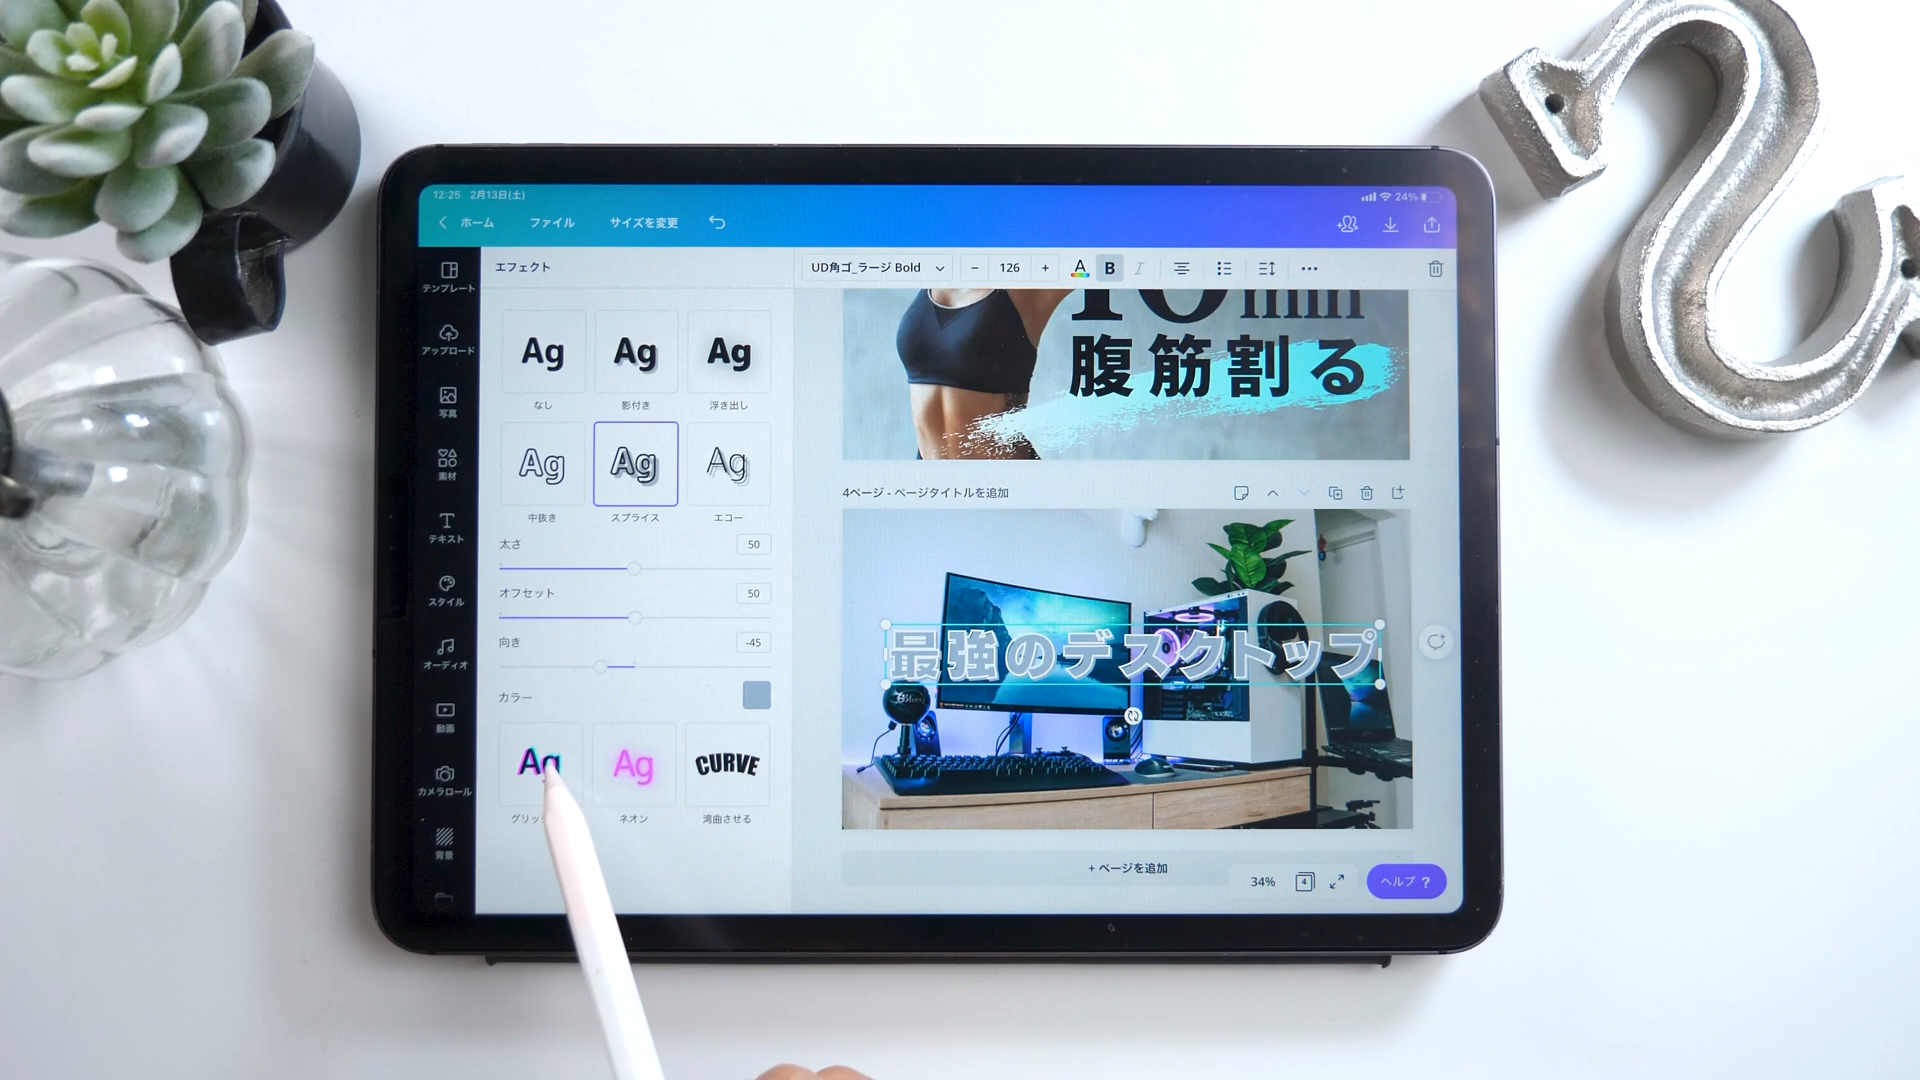 12:25 2月13日(土)
24%
ホーム ファイル サイズを変更
テンプレート
アップロード
写真
素材
テキスト
スタイル
オーディオ
動画
カメラロール
背景
エフェクト
Ag Ag Ag
なし 影付き 浮き出し
Ag Ag Ag
中抜き スプライス エコー
太さ 50
オフセット 50
向き -45
カラー
Ag Ag CURVE
ネオン 湾曲させる
UD角ゴ_ラージ Bold − 126 + A B I
10 min
腹筋割る
4ページ - ページタイトルを追加
最強のデスクトップ
Blue
+ ページを追加
34% 4 ヘルプ ?